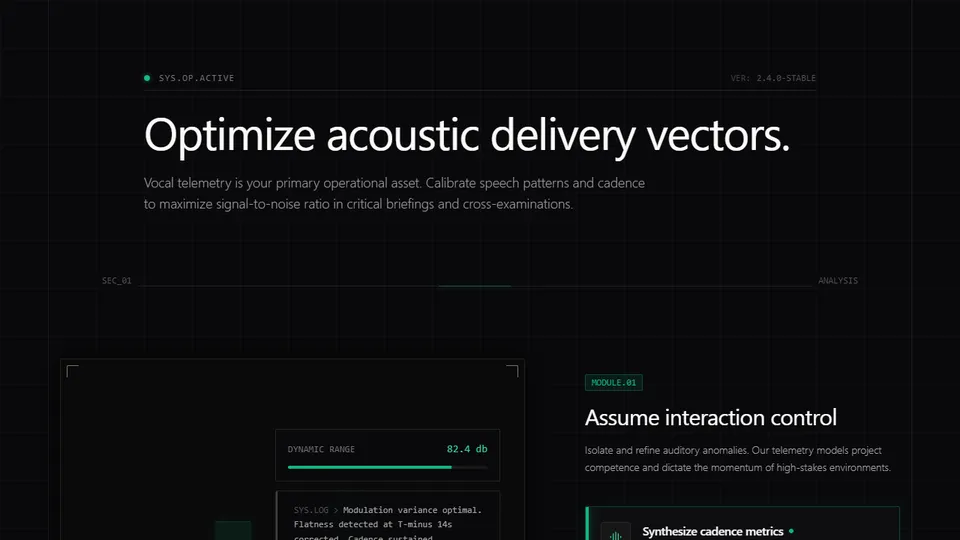 SYS.OP.ACTIVE
VER: 2.4.0-STABLE
Optimize acoustic delivery vectors.
Vocal telemetry is your primary operational asset. Calibrate speech patterns and cadence
to maximize signal-to-noise ratio in critical briefings and cross-examinations.
SEC_01
ANALYSIS
DYNAMIC RANGE
82.4 db
SYS.LOG > Modulation variance optimal.
Flatness detected at T-minus 14s
corrected. Cadence sustained
MODULE.01
Assume interaction control
Isolate and refine auditory anomalies. Our telemetry models project
competence and dictate the momentum of high-stakes environments.
Synthesize cadence metrics